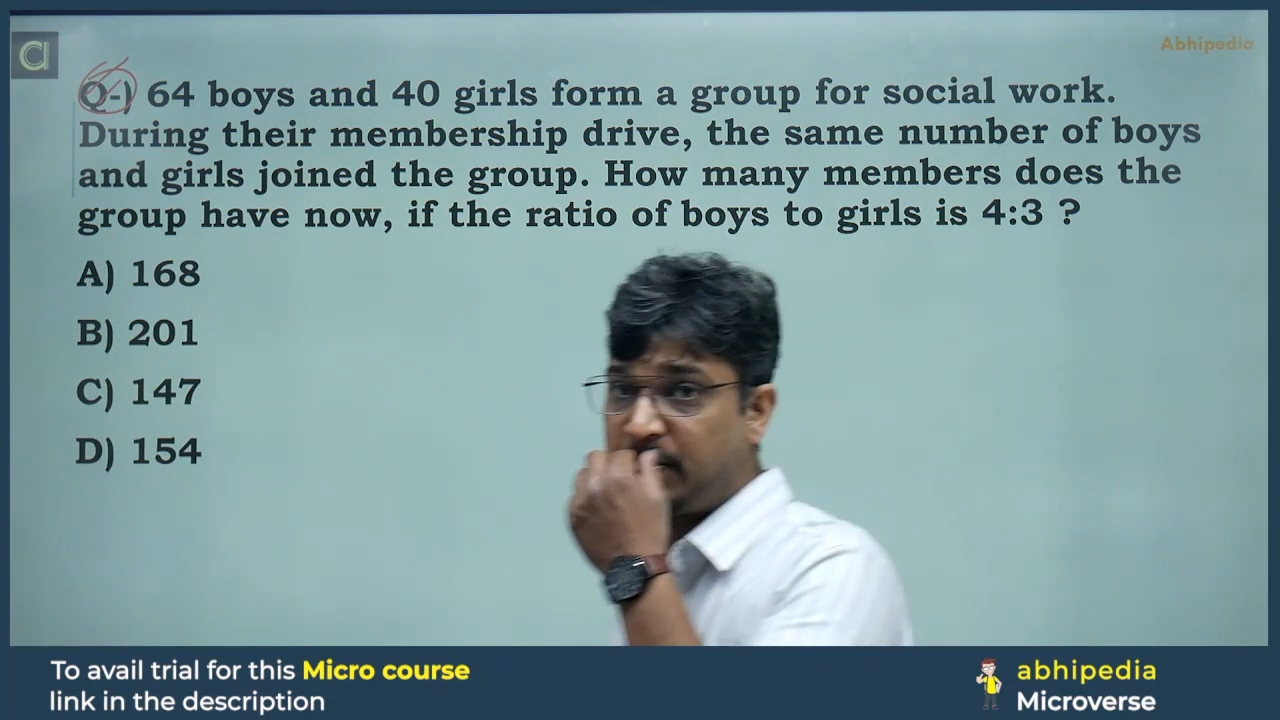 Abhipedia
Q-) 64 boys and 40 girls form a group for social work.
During their membership drive, the same number of boys
and girls joined the group. How many members does the
group have now, if the ratio of boys to girls is 4:3 ?
A) 168
B) 201
C) 147
D) 154
To avail trial for this Micro course
link in the description
abhipedia
Microverse